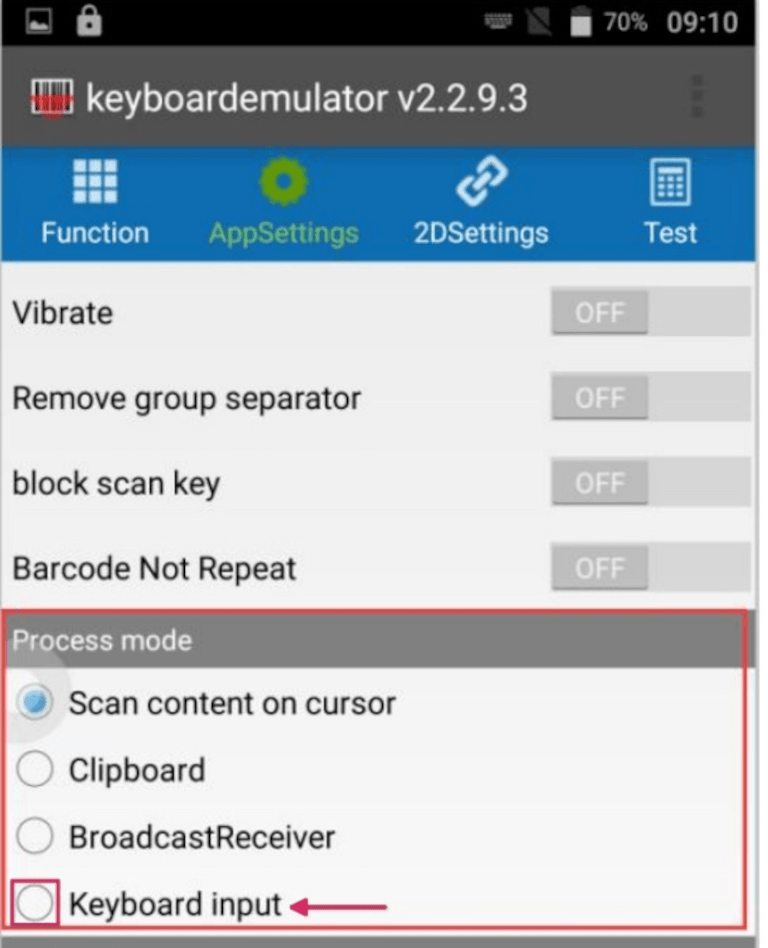 70% 09:10
keyboardemulator v2.2.9.3
Function AppSettings 2DSettings Test
Vibrate OFF
Remove group separator OFF
block scan key OFF
Barcode Not Repeat OFF
Process mode
Scan content on cursor
Clipboard
BroadcastReceiver
Keyboard input